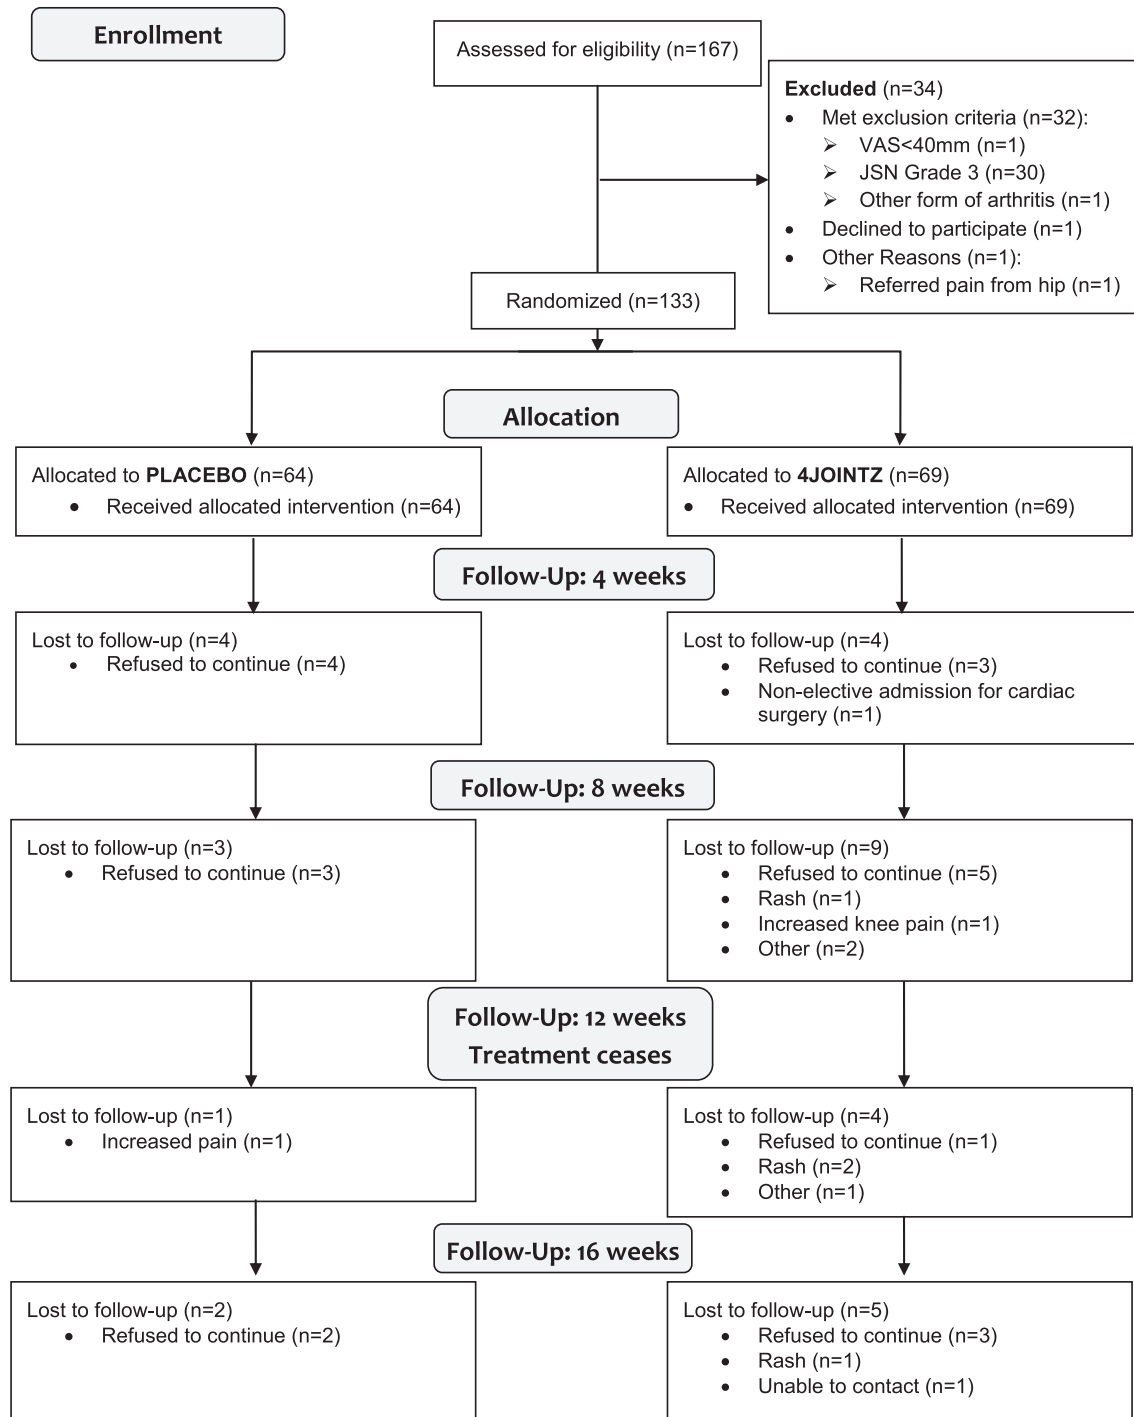 Enrollment
Assessed for eligibility (n=167)
Excluded (n=34)
• Met exclusion criteria (n=32):
➢ VAS<40mm (n=1)
➢ JSN Grade 3 (n=30)
➢ Other form of arthritis (n=1)
• Declined to participate (n=1)
• Other Reasons (n=1):
➢ Referred pain from hip (n=1)
Randomized (n=133)
Allocation
Allocated to PLACEBO (n=64)
• Received allocated intervention (n=64)
Allocated to 4JOINTZ (n=69)
• Received allocated intervention (n=69)
Follow-Up: 4 weeks
Lost to follow-up (n=4)
• Refused to continue (n=4)
Lost to follow-up (n=4)
• Refused to continue (n=3)
• Non-elective admission for cardiac
surgery (n=1)
Follow-Up: 8 weeks
Lost to follow-up (n=3)
• Refused to continue (n=3)
Lost to follow-up (n=9)
• Refused to continue (n=5)
• Rash (n=1)
• Increased knee pain (n=1)
• Other (n=2)
Follow-Up: 12 weeks
Treatment ceases
Lost to follow-up (n=1)
• Increased pain (n=1)
Lost to follow-up (n=4)
• Refused to continue (n=1)
• Rash (n=2)
• Other (n=1)
Follow-Up: 16 weeks
Lost to follow-up (n=2)
• Refused to continue (n=2)
Lost to follow-up (n=5)
• Refused to continue (n=3)
• Rash (n=1)
• Unable to contact (n=1)